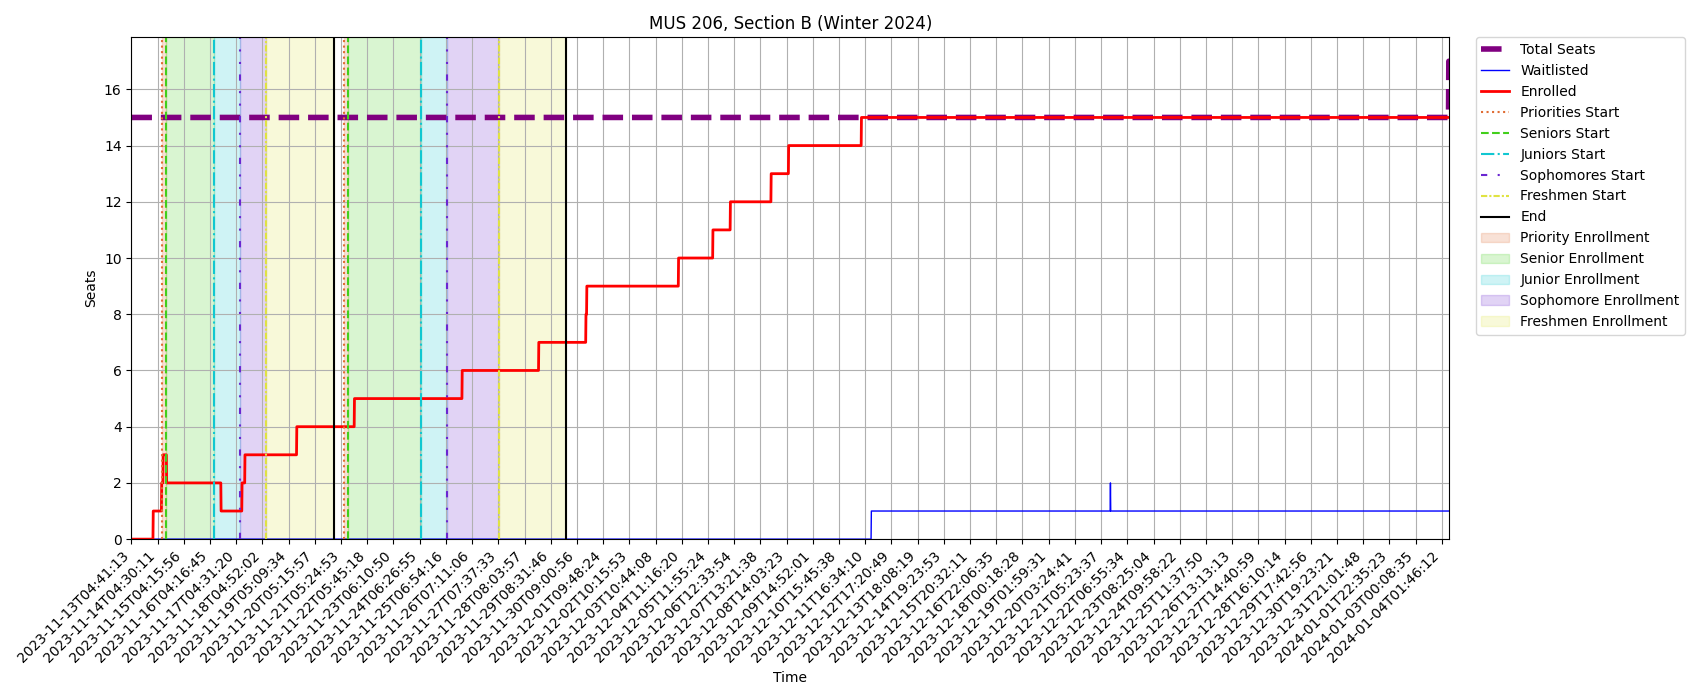 MUS 206, Section B (Winter 2024)
Total Seats
Waitlisted
Enrolled
Priorities Start
Seniors Start
Juniors Start
Sophomores Start
Freshmen Start
End
Priority Enrollment
Senior Enrollment
Junior Enrollment
Sophomore Enrollment
Freshmen Enrollment
Seats
16
14
12
10
8
6
4
2
0
2023-11-13T04:41:13
2023-11-14T04:30:11
2023-11-15T04:15:56
2023-11-16T04:16:45
2023-11-17T04:31:20
2023-11-18T04:52:02
2023-11-19T05:09:34
2023-11-20T05:15:57
2023-11-21T05:24:53
2023-11-22T05:45:18
2023-11-23T06:10:50
2023-11-24T06:26:55
2023-11-25T06:54:16
2023-11-26T07:11:06
2023-11-27T07:37:33
2023-11-28T08:03:57
2023-11-29T08:31:46
2023-11-30T09:00:56
2023-12-01T09:48:24
2023-12-02T10:15:53
2023-12-03T10:44:08
2023-12-04T11:16:20
2023-12-05T11:55:24
2023-12-06T12:33:54
2023-12-07T13:21:38
2023-12-08T14:03:23
2023-12-09T14:52:01
2023-12-10T15:45:38
2023-12-11T16:34:10
2023-12-12T17:20:49
2023-12-13T18:08:19
2023-12-14T19:23:53
2023-12-15T20:32:11
2023-12-16T22:06:35
2023-12-18T00:18:28
2023-12-19T01:59:31
2023-12-20T03:24:41
2023-12-21T05:23:37
2023-12-22T06:55:34
2023-12-23T08:25:04
2023-12-24T09:58:22
2023-12-25T11:37:50
2023-12-26T13:13:13
2023-12-27T14:40:59
2023-12-28T16:10:14
2023-12-29T17:42:56
2023-12-30T19:23:21
2023-12-31T21:01:48
2024-01-01T22:35:23
2024-01-03T00:08:35
2024-01-04T01:46:12
Time